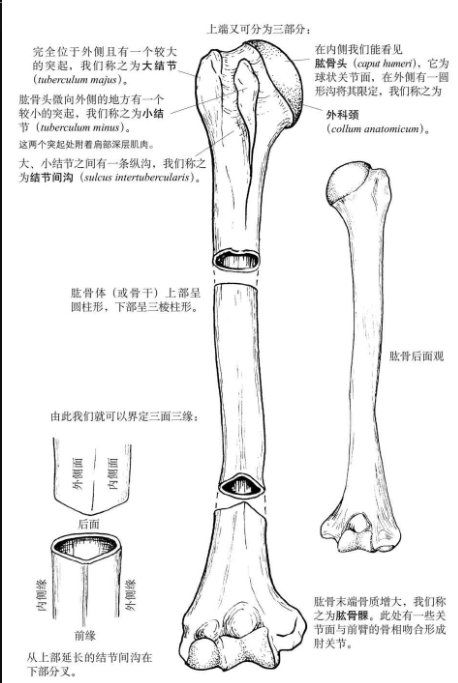 上端又可分为三部分：
完全位于外侧且有一个较大
的突起，我们称之为大结节
（tuberculum majus）。
肱骨头微向外侧的地方有一个
较小的突起，我们称之为小结
节（tuberculum minus）。
这两个突起处附着肩部深层肌肉。
大、小结节之间有一条纵沟，我们称之
为结节间沟（sulcus intertubercularis）。
在内侧我们能看见
肱骨头（caput humeri），它为
球状关节面，在外侧有一圆
形沟将其限定，我们称之为
外科颈
（collum anatomicum）。
肱骨体（或骨干）上部呈
圆柱形，下部呈三棱柱形。
肱骨后面观
由此我们就可以界定三面三缘：
外侧面
内侧面
后面
内侧缘
外侧缘
前缘
从上部延长的结节间沟在
下部分叉。
肱骨末端骨质增大，我们称
之为肱骨髁。此处有一些关
节面与前臂的骨相吻合形成
肘关节。